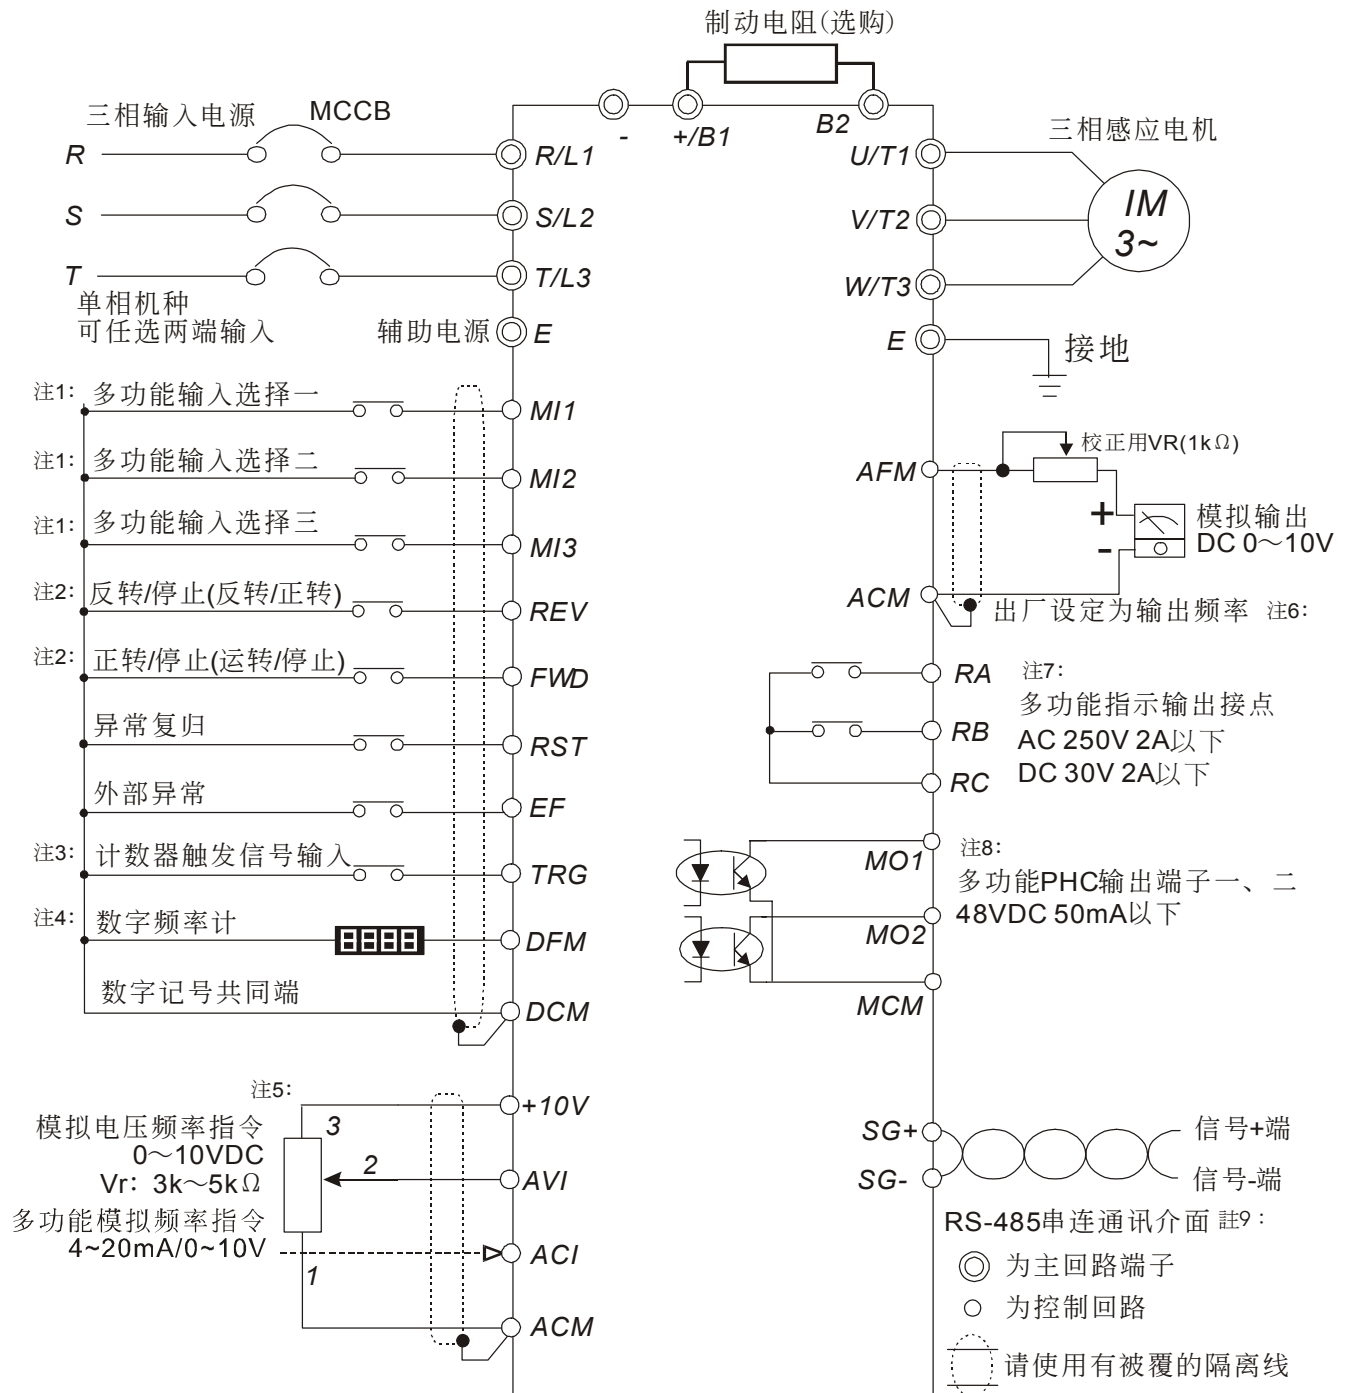 制动电阻(选购)
三相输入电源
MCCB
-
+/B1
B2
三相感应电机
R
R/L1
U/T1
IM
3~
S
S/L2
V/T2
T
T/L3
W/T3
单相机种
可任选两端输入
辅助电源
E
E
接地
注1:
多功能输入选择一
MI1
注1:
多功能输入选择二
MI2
注1:
多功能输入选择三
MI3
注2:
反转/停止(反转/正转)
REV
注2:
正转/停止(运转/停止)
FWD
异常复归
RST
外部异常
EF
注3:
计数器触发信号输入
TRG
注4:
数字频率计
DFM
数字记号共同端
DCM
AFM
校正用VR(1kΩ)
+
-
模拟输出
DC 0～10V
ACM
出厂设定为输出频率 注6:
RA
注7:
多功能指示输出接点
RB
AC 250V 2A以下
DC 30V 2A以下
RC
MO1
注8:
多功能PHC输出端子一、二
48VDC 50mA以下
MO2
MCM
注5:
+10V
模拟电压频率指令
0～10VDC
Vr: 3k～5kΩ
3
2
AVI
多功能模拟频率指令
4~20mA/0~10V
ACI
1
ACM
SG+
信号+端
SG-
信号-端
RS-485串连通讯介面 註9:
为主回路端子
为控制回路
请使用有被覆的隔离线